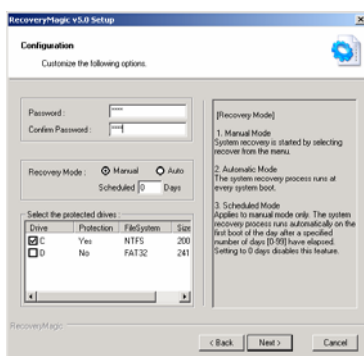 RecoveryMagic v5.0 Setup
Configuration
Customize the following options.
Password :
****
Confirm Password :
****
Recovery Mode :
Manual
Auto
Scheduled 0 Days
Select the protected drives :
Drive Protection FileSystem Size
C Yes NTFS 200
D No FAT32 241
[Recovery Mode]
1. Manual Mode
System recovery is started by selecting
recover from the menu.
2. Automatic Mode
The system recovery process runs at
every system boot.
3. Scheduled Mode
Applies to manual mode only. The system
recovery process runs automatically on the
first boot of the day after a specified
number of days [0-99] have elapsed.
Setting to 0 days disables this feature.
RecoveryMagic
< Back
Next >
Cancel